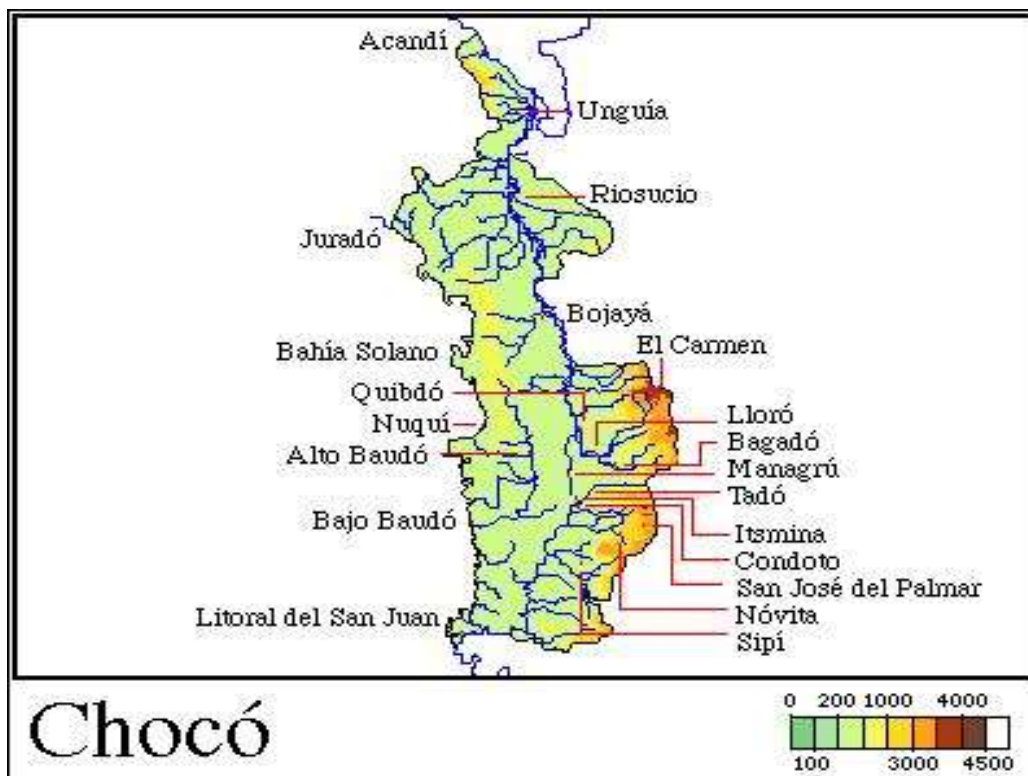 Acandí
Unguía
Riosucio
Juradó
Bojayá
El Carmen
Bahía Solano
Quibdó
Nuquí
Lloró
Alto Baudó
Bagadó
Managrú
Tadó
Bajo Baudó
Itsmina
Condoto
San José del Palmar
Nóvita
Litoral del San Juan
Sipí
Chocó
0 200 1000 4000
100 3000 4500